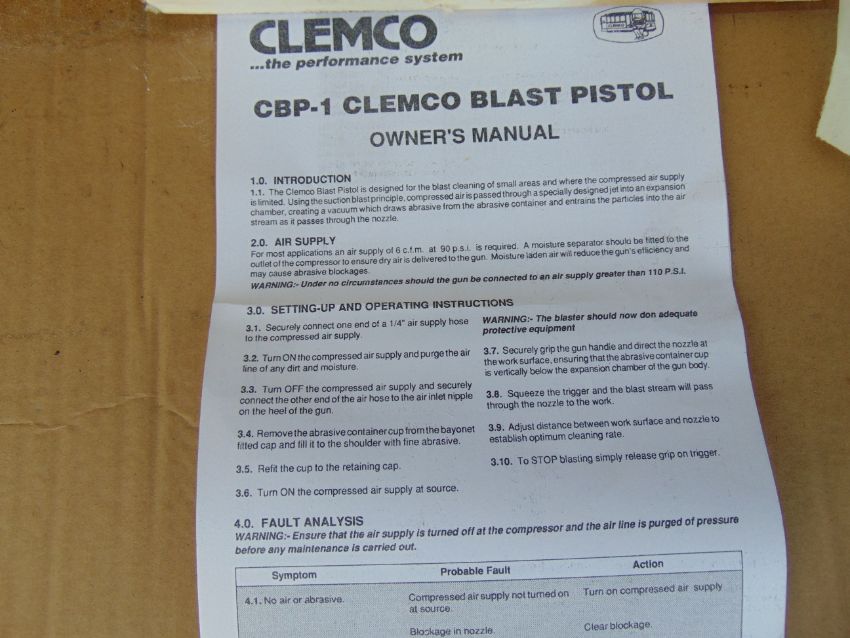 CLEMCO
...the performance system
CBP-1 CLEMCO BLAST PISTOL
OWNER'S MANUAL
1.0. INTRODUCTION
1.1. The Clemco Blast Pistol is designed for the blast cleaning of small areas and where the compressed air supply
is limited. Using the suction blast principle, compressed air is passed through a specially designed jet into an expansion
chamber, creating a vacuum which draws abrasive from the abrasive container and entrains the particles into the air
stream as it passes through the nozzle.
2.0. AIR SUPPLY
For most applications an air supply of 6 c.f.m. at 90 p.s.i. is required. A moisture separator should be fitted to the
outlet of the compressor to ensure dry air is delivered to the gun. Moisture laden air will reduce the gun's efficiency and
may cause abrasive blockages.
WARNING:- Under no circumstances should the gun be connected to an air supply greater than 110 P.S.I.
3.0. SETTING-UP AND OPERATING INSTRUCTIONS
3.1. Securely connect one end of a 1/4" air supply hose
to the compressed air supply.
3.2. Turn ON the compressed air supply and purge the air
line of any dirt and moisture.
3.3. Turn OFF the compressed air supply and securely
connect the other end of the air hose to the air inlet nipple
on the heel of the gun.
3.4. Remove the abrasive container cup from the bayonet
fitted cap and fill it to the shoulder with fine abrasive.
3.5. Refit the cup to the retaining cap.
3.6. Turn ON the compressed air supply at source.
WARNING:- The blaster should now don adequate
protective equipment
3.7. Securely grip the gun handle and direct the nozzle at
the work surface, ensuring that the abrasive container cup
is vertically below the expansion chamber of the gun body.
3.8. Squeeze the trigger and the blast stream will pass
through the nozzle to the work.
3.9. Adjust distance between work surface and nozzle to
establish optimum cleaning rate.
3.10. To STOP blasting simply release grip on trigger.
4.0. FAULT ANALYSIS
WARNING:- Ensure that the air supply is turned off at the compressor and the air line is purged of pressure
before any maintenance is carried out.
Symptom Probable Fault Action
4.1. No air or abrasive. Compressed air supply not turned on Turn on compressed air supply
at source.
Blockage in nozzle. Clear blockage.